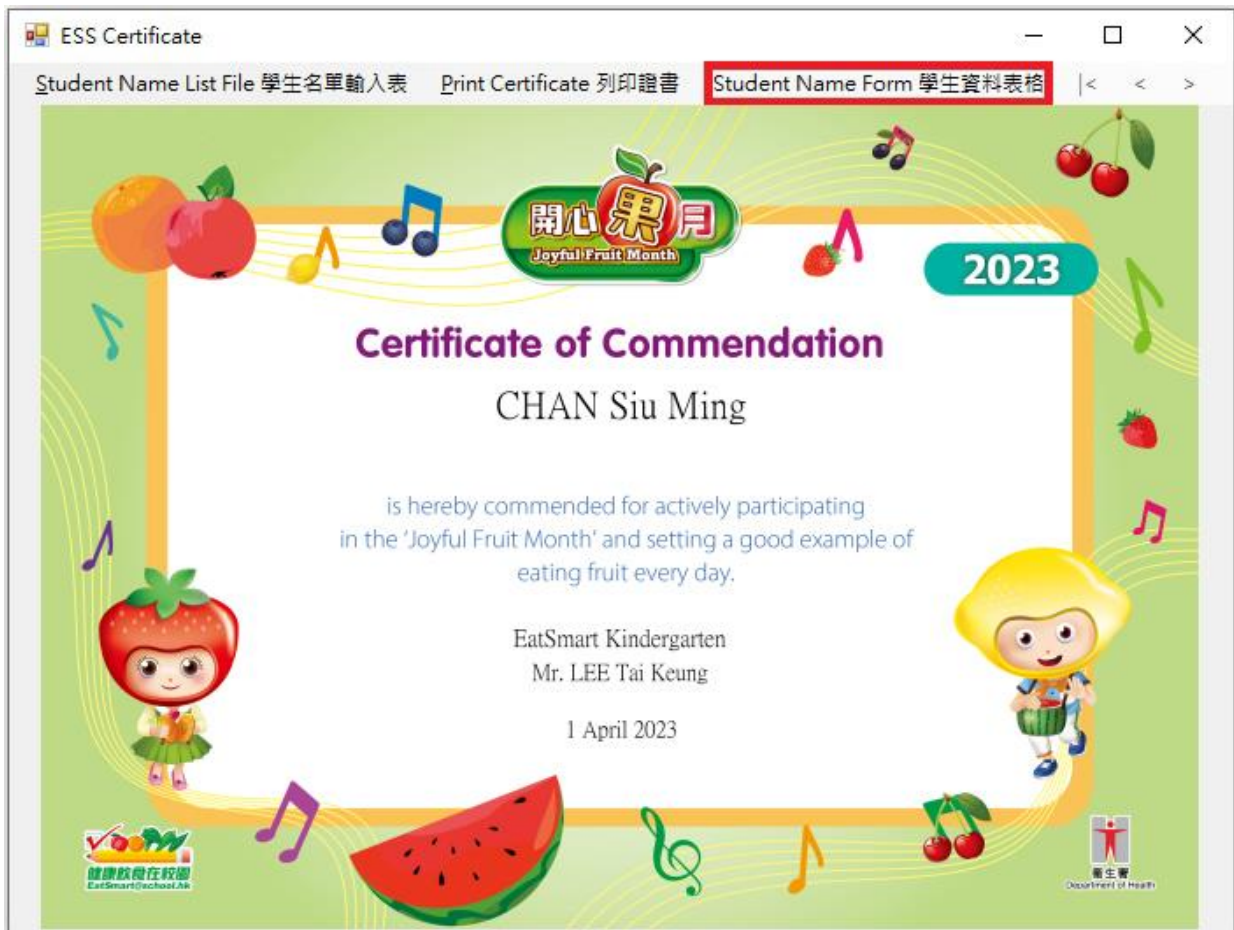 ESS Certificate
Student Name List File 學生名單輸入表 Print Certificate 列印證書 Student Name Form 學生資料表格 |< < >
開心果月
Joyful Fruit Month
2023
Certificate of Commendation
CHAN Siu Ming
is hereby commended for actively participating
in the ‘Joyful Fruit Month’ and setting a good example of
eating fruit every day.
EatSmart Kindergarten
Mr. LEE Tai Keung
1 April 2023
健康飲食在校園
EatSmart@school.hk
衞生署
Department of Health